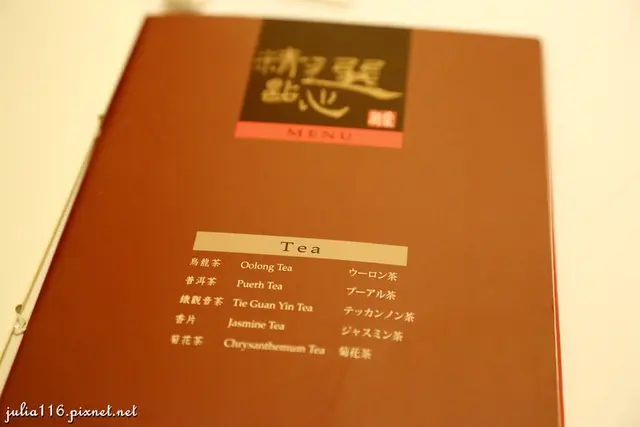 精選
點心
MENU
Tea
烏龍茶 Oolong Tea ウーロン茶
普洱茶 Puerh Tea プーアル茶
鐵觀音茶 Tie Guan Yin Tea テッカンノン茶
香片 Jasmine Tea ジャスミン茶
菊花茶 Chrysanthemum Tea 菊花茶
julia116.pixnet.net